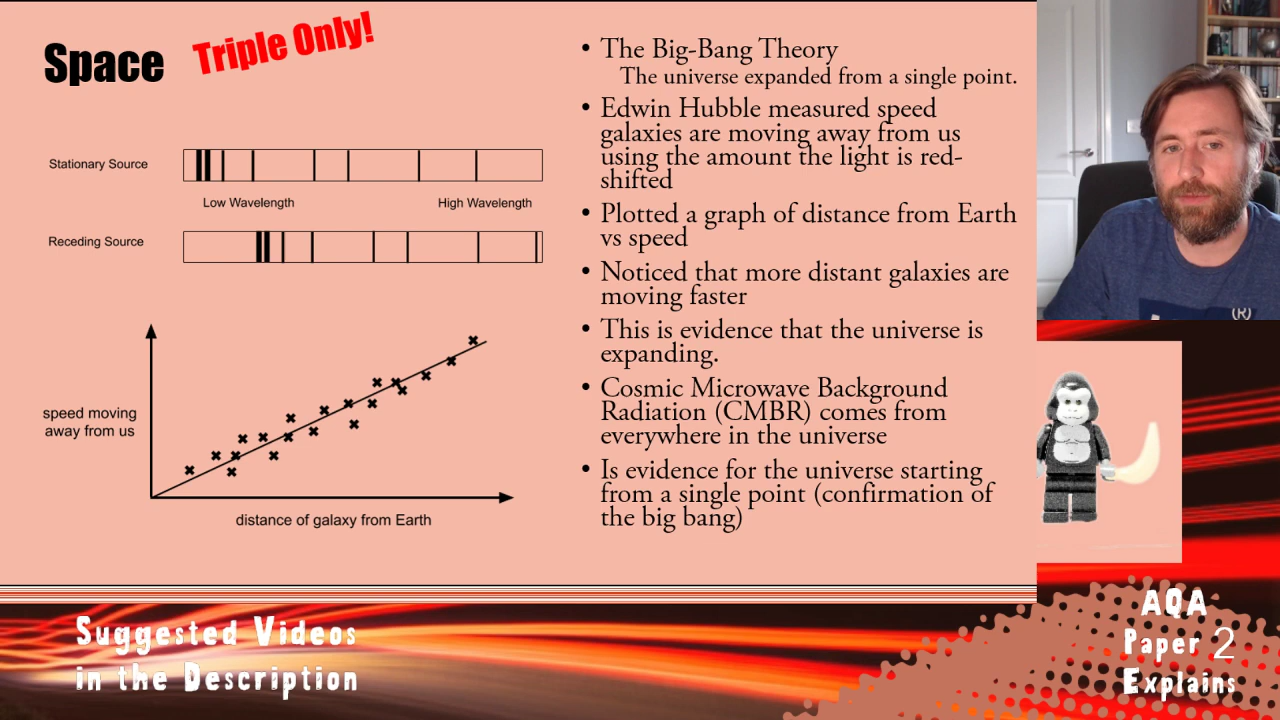 Space
Triple Only!
Stationary Source
Low Wavelength
High Wavelength
Receding Source
speed moving
away from us
distance of galaxy from Earth
• The Big-Bang Theory
The universe expanded from a single point.
• Edwin Hubble measured speed
galaxies are moving away from us
using the amount the light is red-
shifted
• Plotted a graph of distance from Earth
vs speed
• Noticed that more distant galaxies are
moving faster
• This is evidence that the universe is
expanding.
• Cosmic Microwave Background
Radiation (CMBR) comes from
everywhere in the universe
• Is evidence for the universe starting
from a single point (confirmation of
the big bang)
(R)
Suggested Videos
in the Description
AQA
Paper 2
Explains